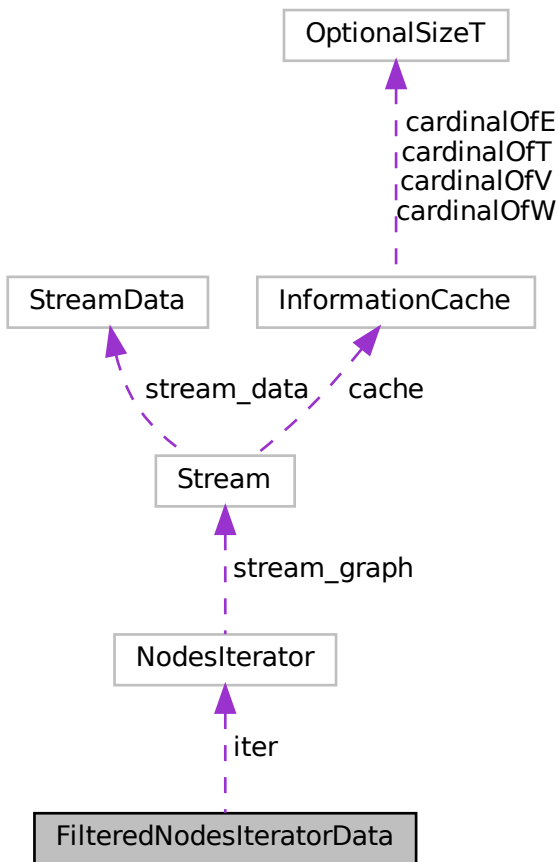 OptionalSizeT
cardinalOfE
cardinalOfT
cardinalOfV
cardinalOfW
StreamData
InformationCache
stream_data
cache
Stream
stream_graph
NodesIterator
iter
FilteredNodesIteratorData